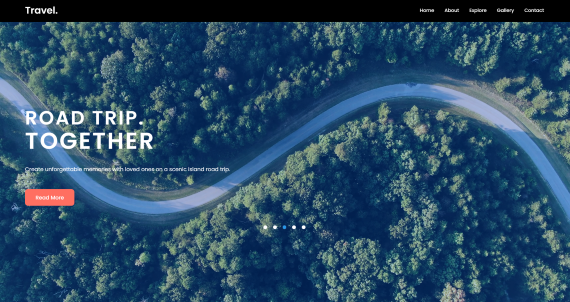 Travel.
Home About Explore Gallery Contact
ROAD TRIP.
TOGETHER
Create unforgettable memories with loved ones on a scenic island road trip.
Read More